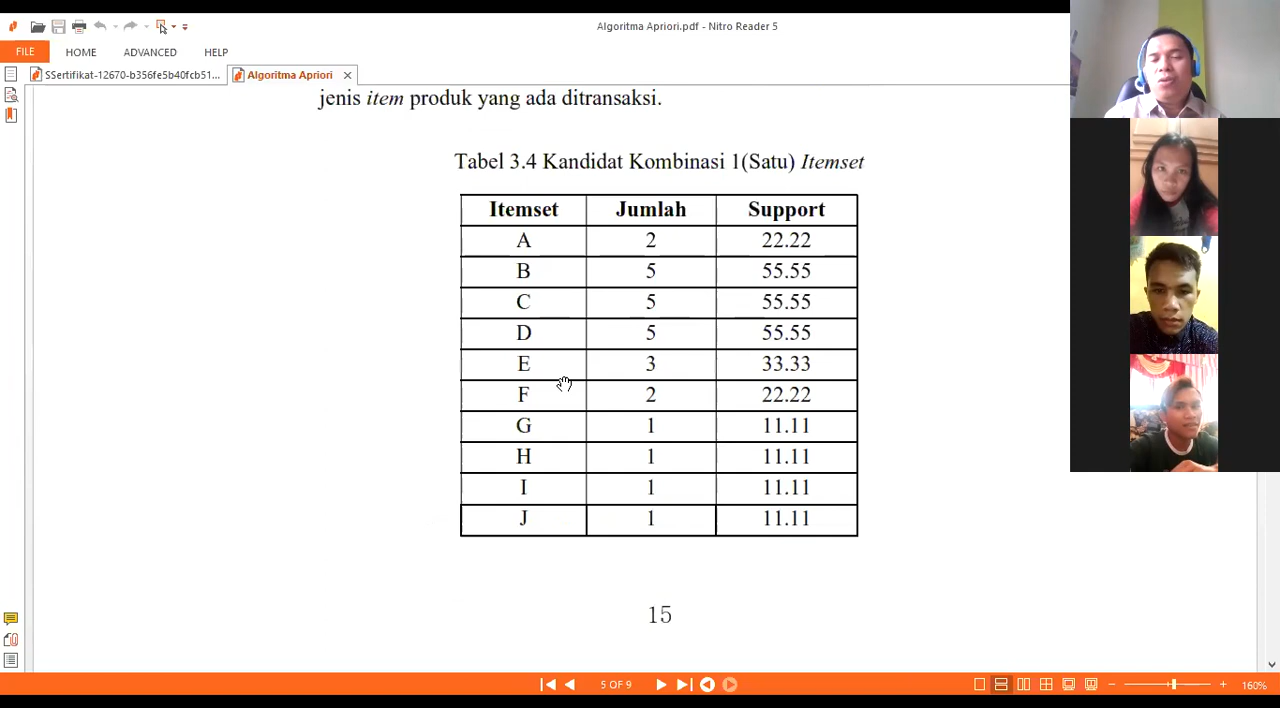 Algoritma Apriori.pdf - Nitro Reader 5
FILE HOME ADVANCED HELP
SSertifikat-12670-b356fe5b40fcb51... Algoritma Apriori
jenis item produk yang ada ditransaksi.
Tabel 3.4 Kandidat Kombinasi 1(Satu) Itemset
Itemset Jumlah Support
A 2 22.22
B 5 55.55
C 5 55.55
D 5 55.55
E 3 33.33
F 2 22.22
G 1 11.11
H 1 11.11
I 1 11.11
J 1 11.11
15
5 OF 9 160%